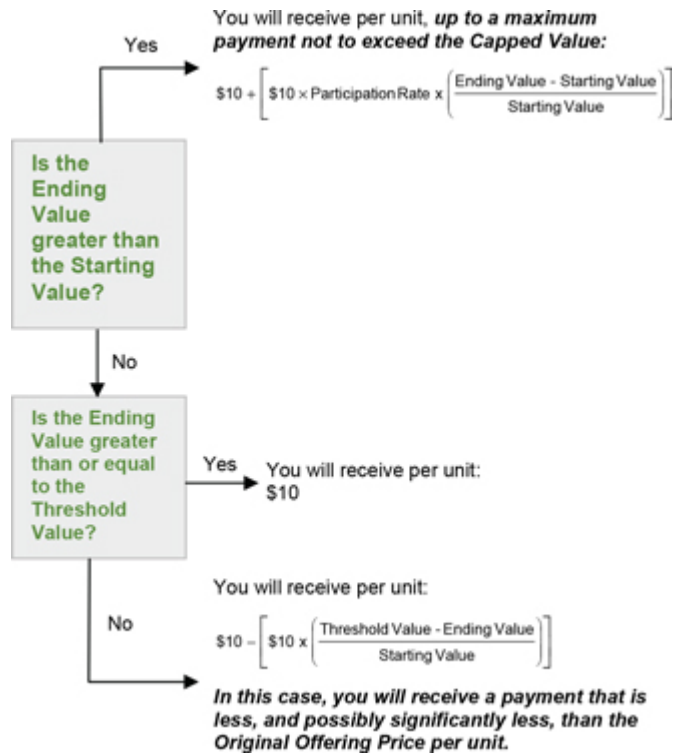 You will receive per unit, up to a maximum
payment not to exceed the Capped Value:
Yes
$10 + [ $10 × Participation Rate x ( Ending Value - Starting Value / Starting Value ) ]
Is the
Ending
Value
greater than
the Starting
Value?
No
Is the Ending
Value greater
than or equal
to the
Threshold
Value?
Yes
You will receive per unit:
$10
You will receive per unit:
No
$10 – [ $10 x ( Threshold Value - Ending Value / Starting Value ) ]
In this case, you will receive a payment that is
less, and possibly significantly less, than the
Original Offering Price per unit.